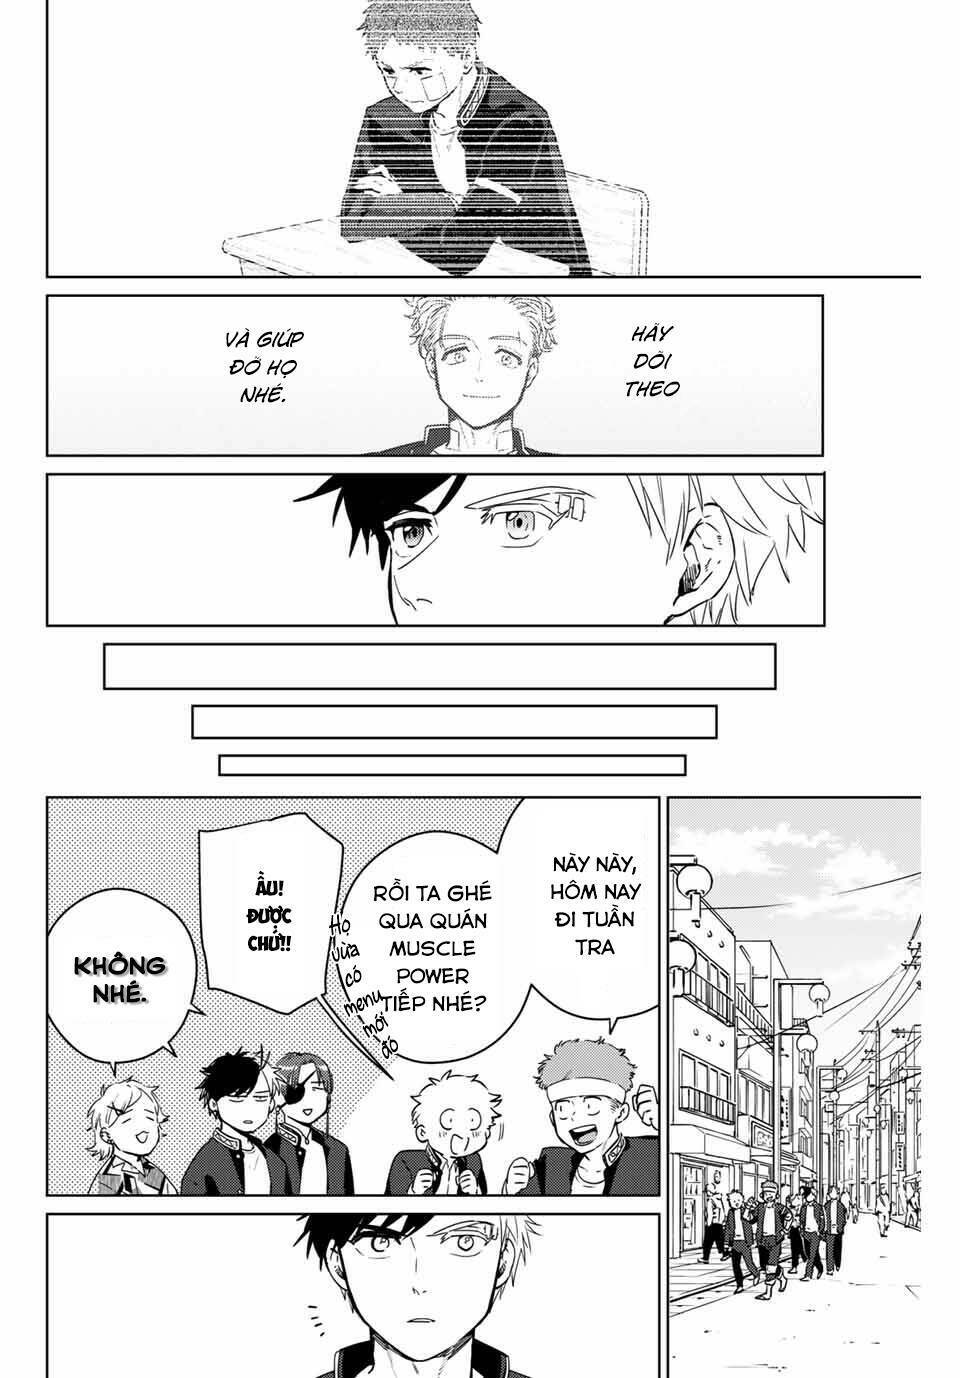 HÃY
DÕI
THEO
VÀ GIÚP
ĐỠ HỌ
NHÉ.
NÀY NÀY,
HÔM NAY
ĐI TUẦN
TRA
RỒI TA GHÉ
QUA QUÁN
MUSCLE
POWER
TIẾP NHÉ?
Họ
vừa
có
menu
mới
đó
ẦU!
ĐƯỢC
CHỨ!!
KHÔNG
NHÉ.